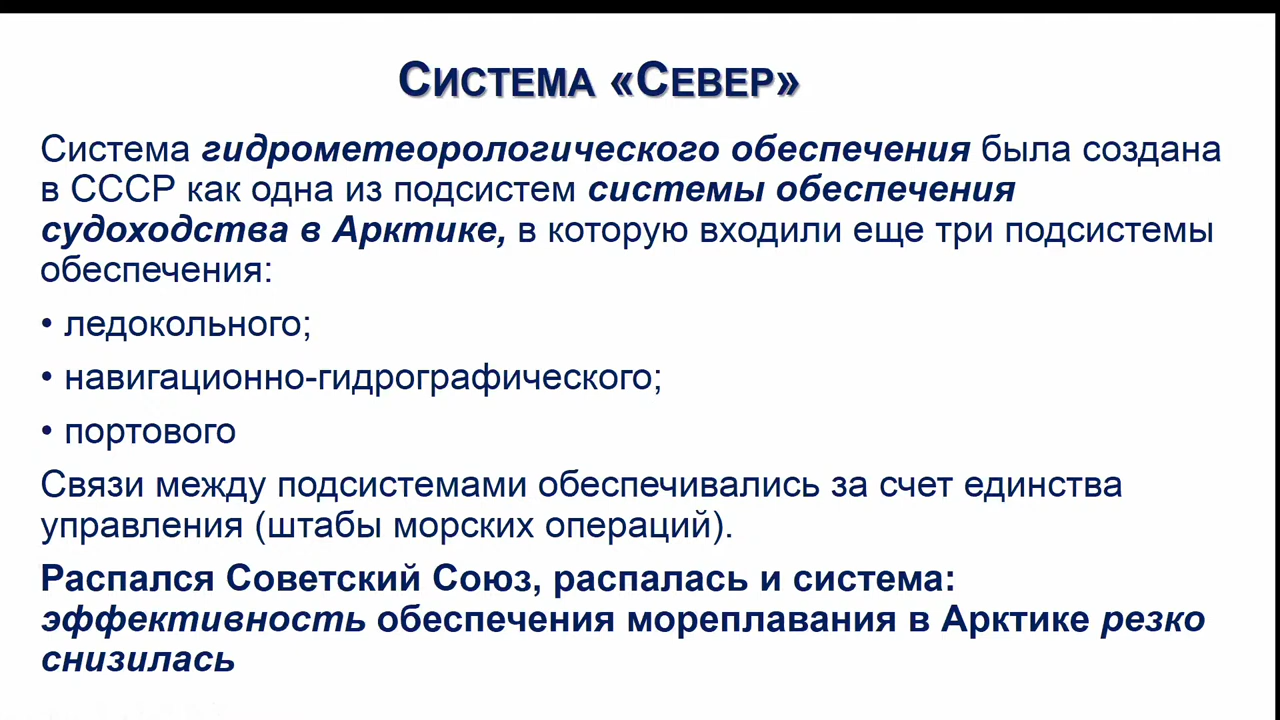 Система «Север»
Система гидрометеорологического обеспечения была создана
в СССР как одна из подсистем системы обеспечения
судоходства в Арктике, в которую входили еще три подсистемы
обеспечения:
• ледокольного;
• навигационно-гидрографического;
• портового
Связи между подсистемами обеспечивались за счет единства
управления (штабы морских операций).
Распался Советский Союз, распалась и система:
эффективность обеспечения мореплавания в Арктике резко
снизилась